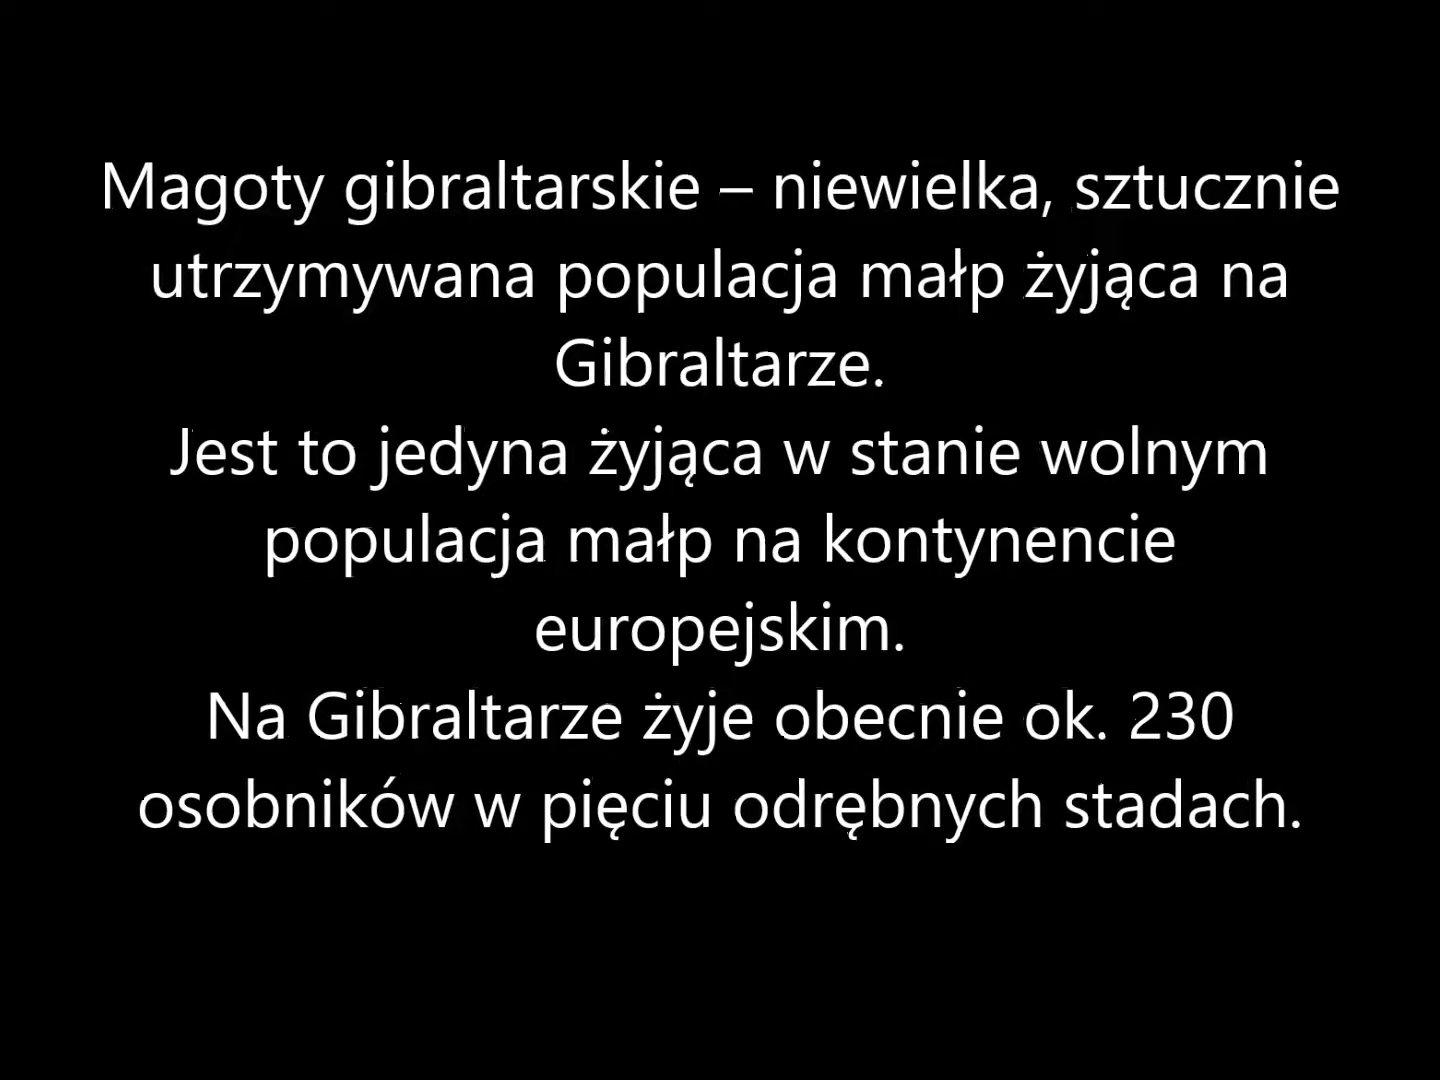 Magoty gibraltarskie – niewielka, sztucznie
utrzymywana populacja małp żyjąca na
Gibraltarze.
Jest to jedyna żyjąca w stanie wolnym
populacja małp na kontynencie
europejskim.
Na Gibraltarze żyje obecnie ok. 230
osobników w pięciu odrębnych stadach.